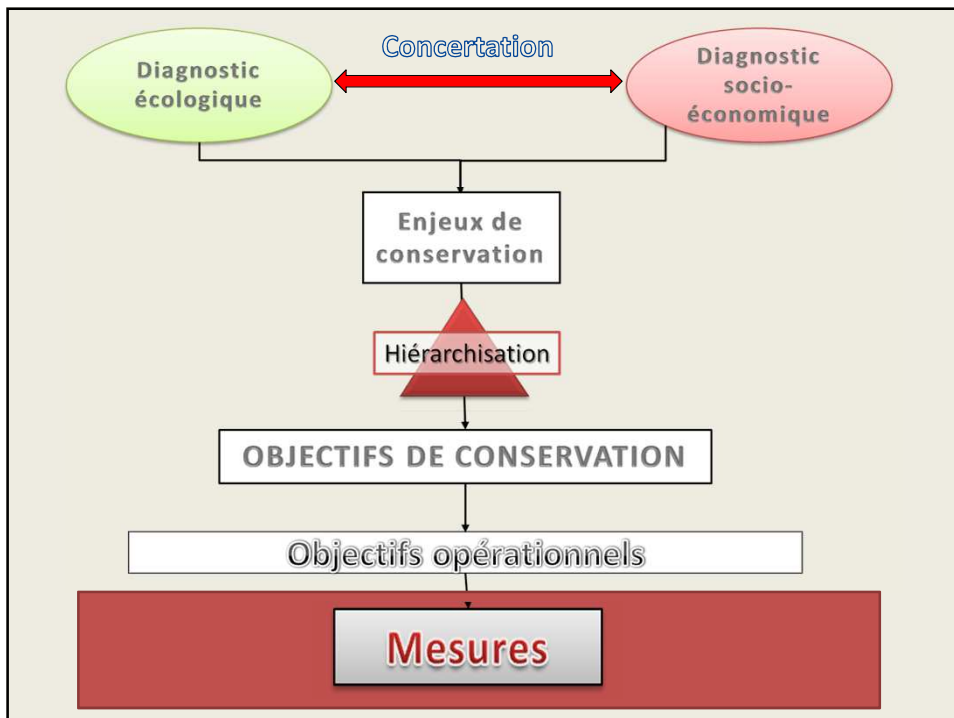 Concertation
Diagnostic
écologique
Diagnostic
socio-
économique
Enjeux de
conservation
Hiérarchisation
OBJECTIFS DE CONSERVATION
Objectifs opérationnels
Mesures